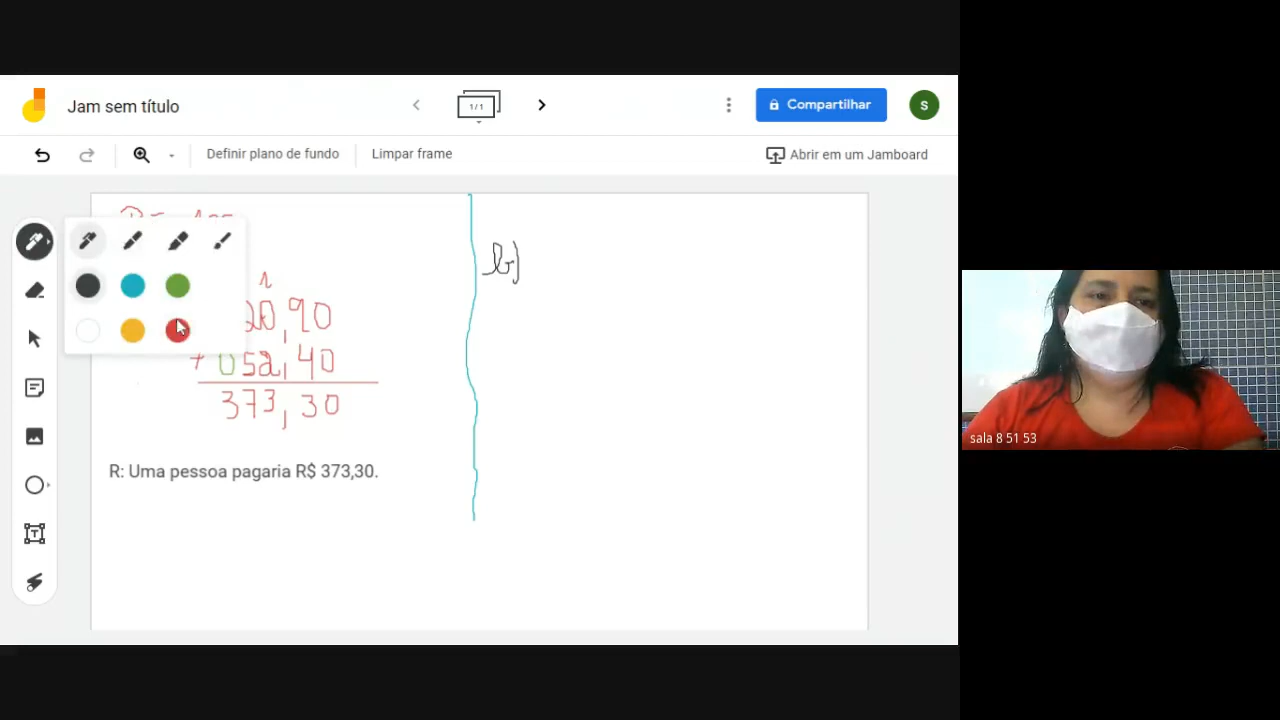 Jam sem título
1/1
Compartilhar
S
Definir plano de fundo
Limpar frame
Abrir em um Jamboard
b)
1
20,90
+ 052,40
373,30
R: Uma pessoa pagaria R$ 373,30.
T
sala 8 51 53